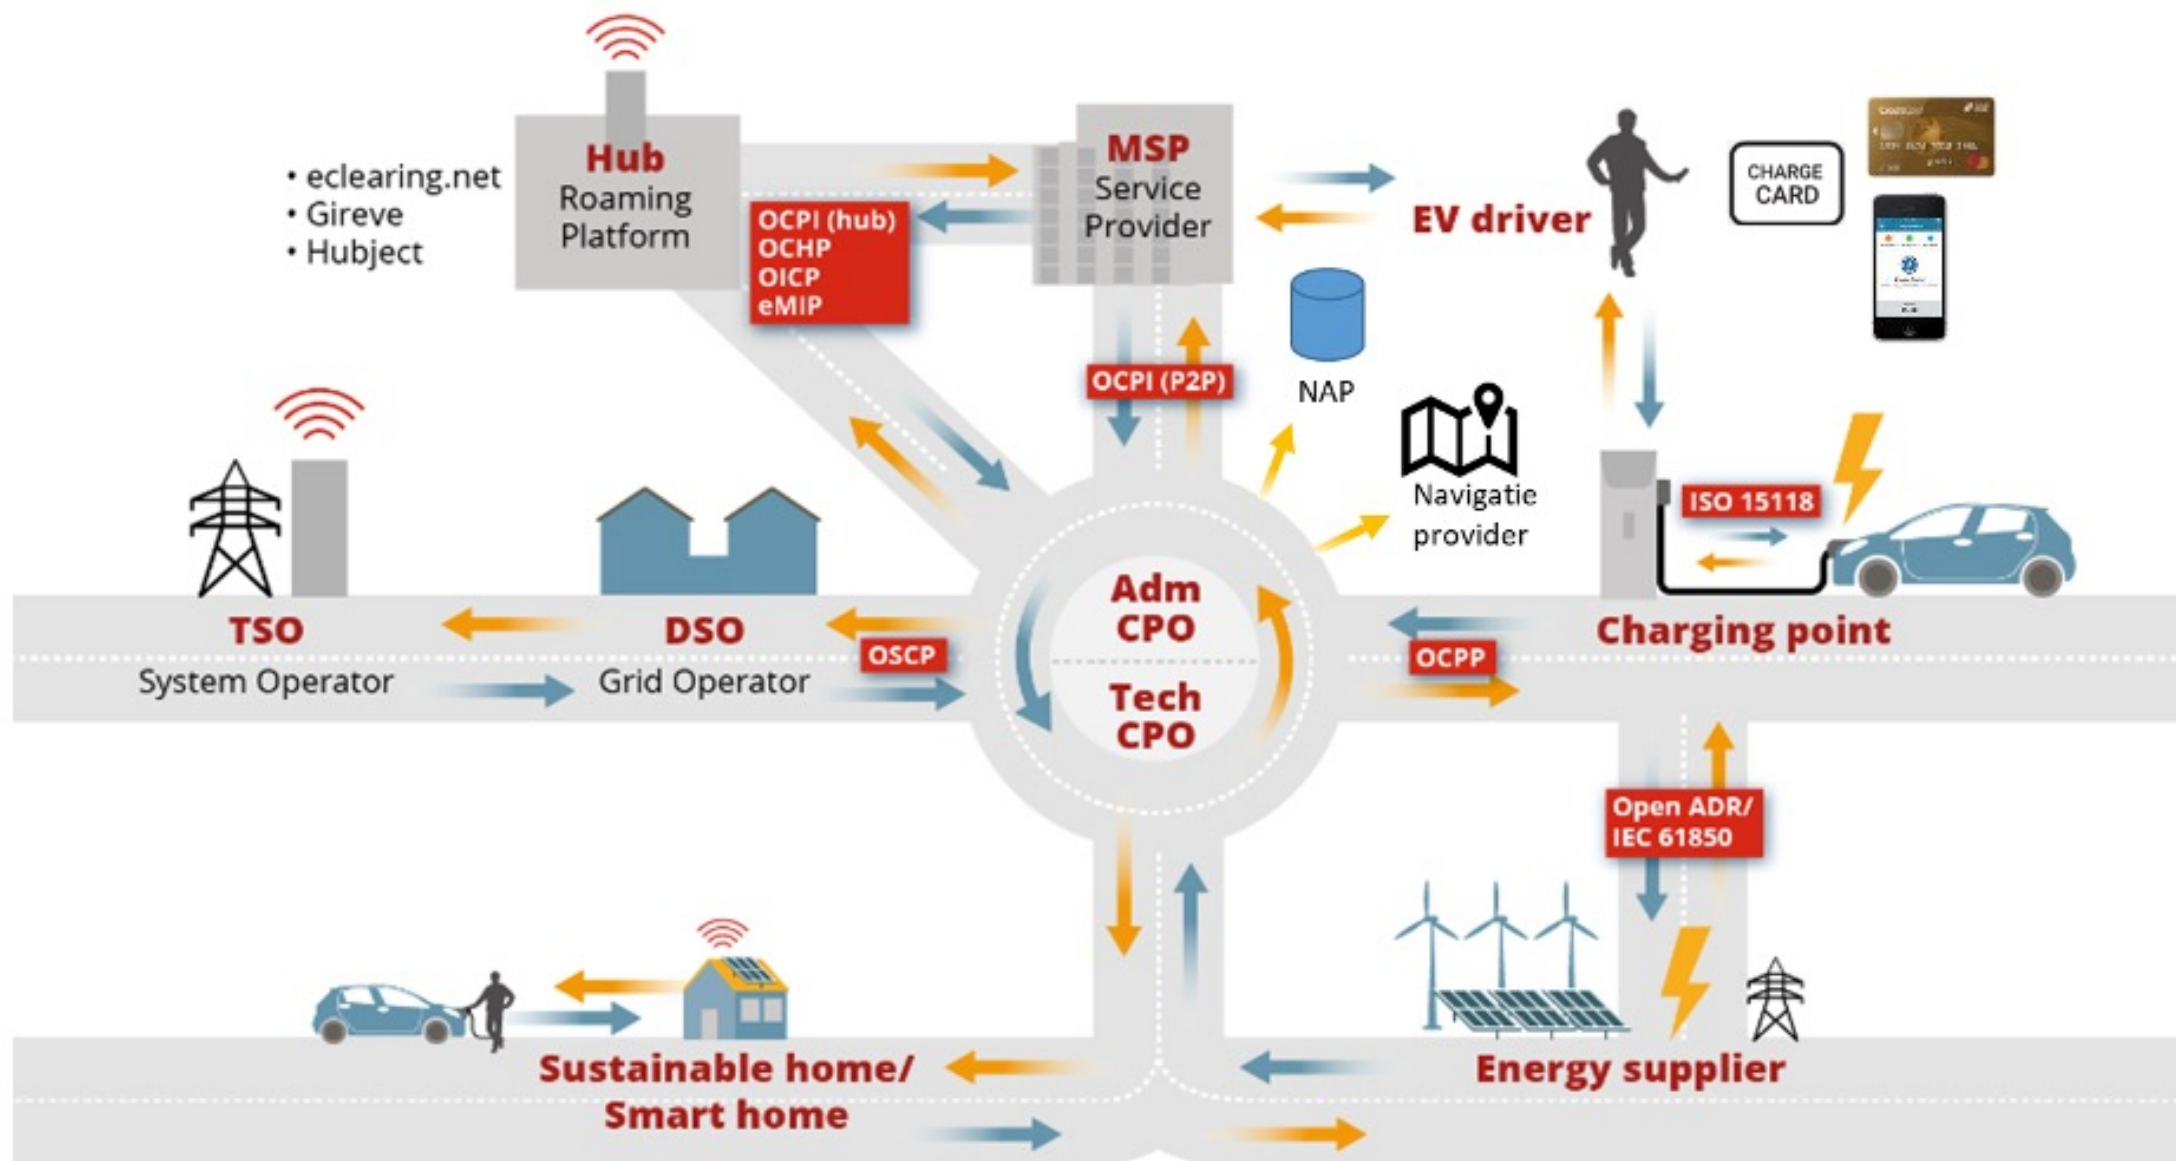 Hub
Roaming
Platform
• eclearing.net
• Gireve
• Hubject
OCPI (hub)
OCHP
OICP
eMIP
MSP
Service
Provider
EV driver
CHARGE
CARD
OCPI (P2P)
NAP
Navigatie
provider
ISO 15118
TSO
System Operator
DSO
Grid Operator
OSCP
Adm
CPO
Tech
CPO
OCPP
Charging point
Open ADR/
IEC 61850
Sustainable home/
Smart home
Energy supplier